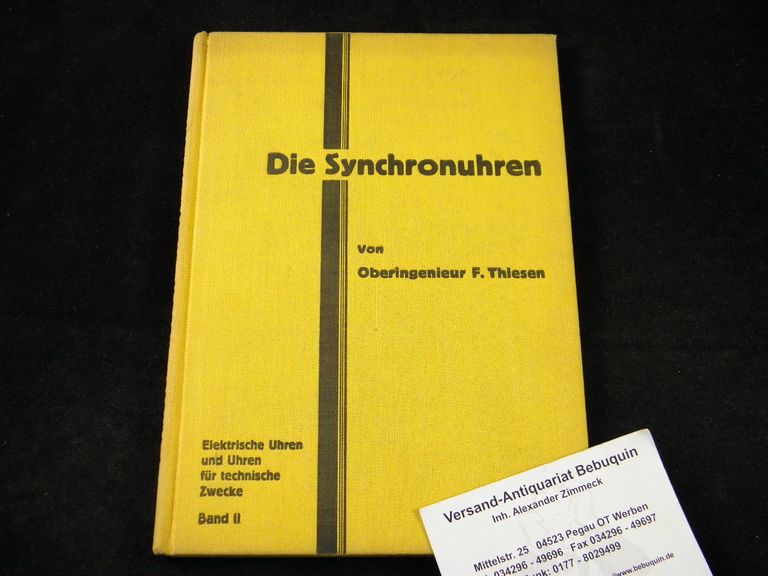 Die Synchronuhren
von
Oberingenieur F. Thiesen
Elektrische Uhren
und Uhren
für technische
Zwecke
Band II
Versand-Antiquariat Bebuquin
Inh. Alexander Zimmeck
Mittelstr. 25 04523 Pegau OT Werben
034296 - 49696 Fax 034296 - 49697
0177 - 8029499
www.bebuquin.de